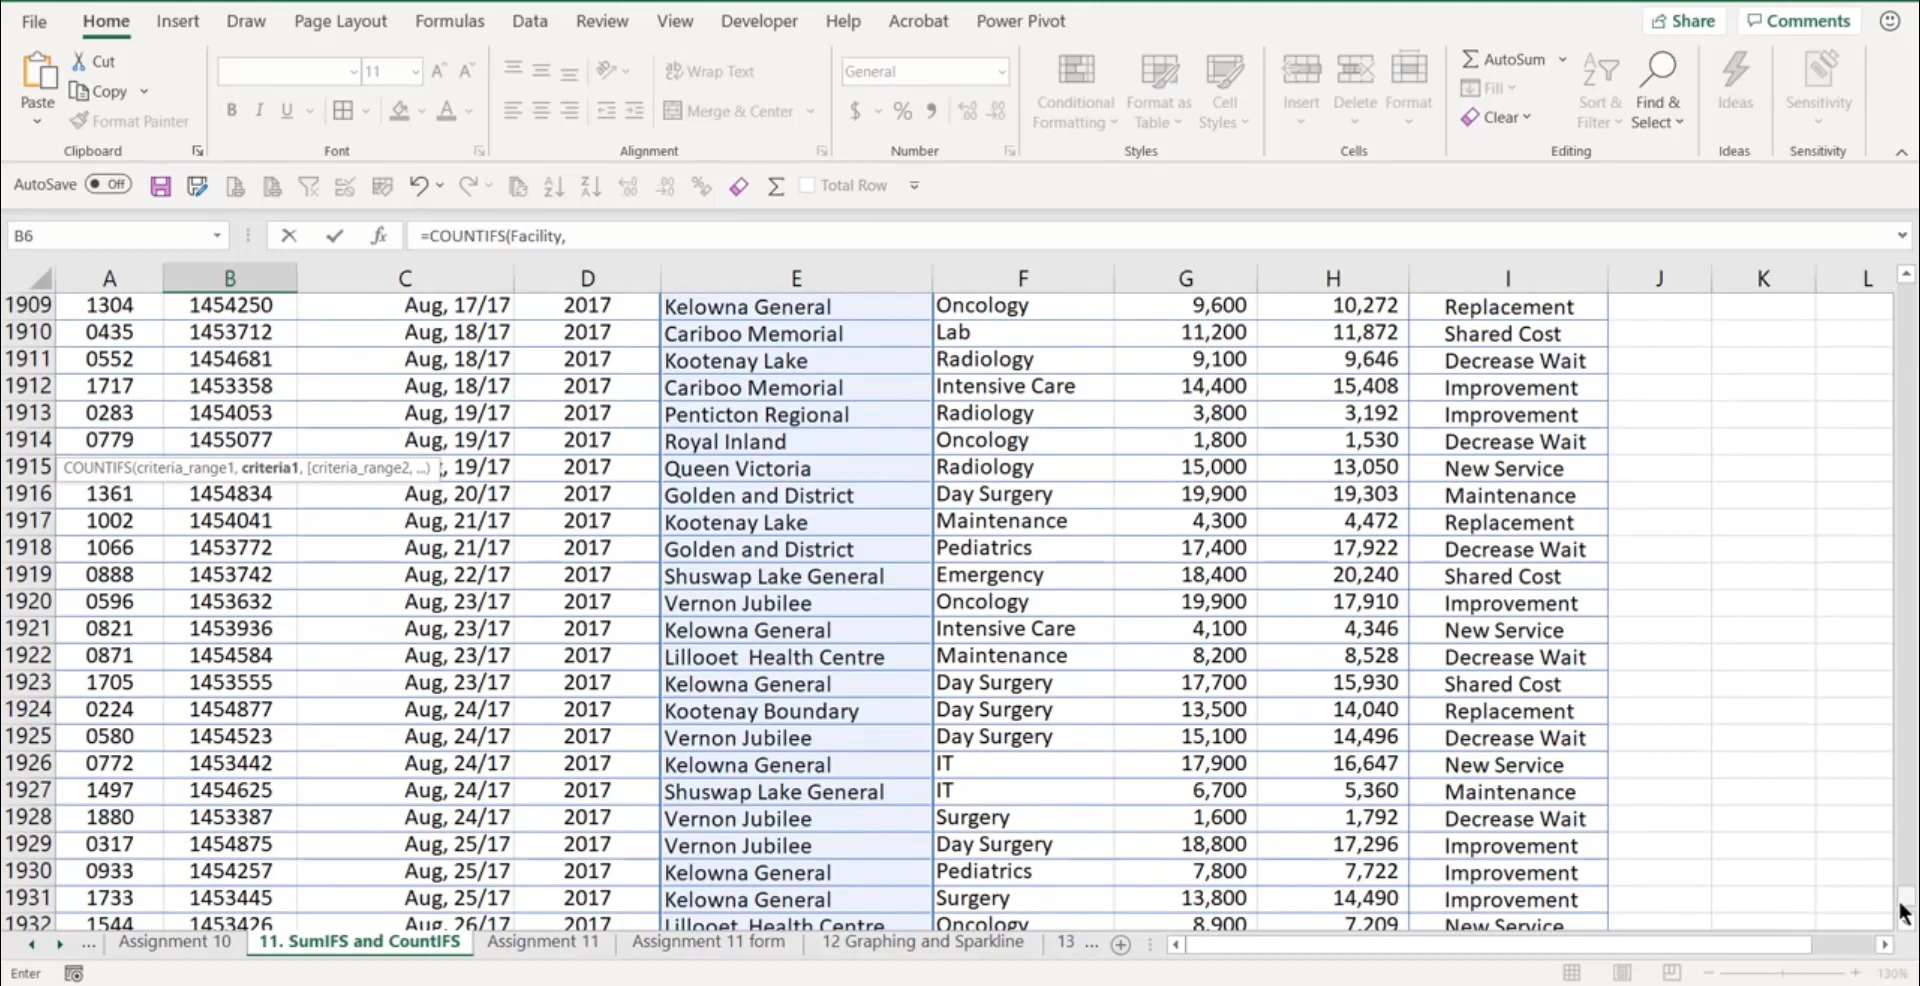 File Home Insert Draw Page Layout Formulas Data Review View Developer Help Acrobat Power Pivot Share Comments
Cut
Copy
Format Painter
Paste
Clipboard
11
B I U
Font
Wrap Text
Merge & Center
Alignment
General
$ % 9
Number
Conditional Formatting
Format as Table
Cell Styles
Styles
Insert Delete Format
Cells
AutoSum
Fill
Clear
Sort & Filter
Find & Select
Editing
Ideas
Ideas
Sensitivity
Sensitivity
AutoSave Off Total Row
B6 fx =COUNTIFS(Facility,
A B C D E F G H I J K L
1909 1304 1454250 Aug, 17/17 2017 Kelowna General Oncology 9,600 10,272 Replacement
1910 0435 1453712 Aug, 18/17 2017 Cariboo Memorial Lab 11,200 11,872 Shared Cost
1911 0552 1454681 Aug, 18/17 2017 Kootenay Lake Radiology 9,100 9,646 Decrease Wait
1912 1717 1453358 Aug, 18/17 2017 Cariboo Memorial Intensive Care 14,400 15,408 Improvement
1913 0283 1454053 Aug, 19/17 2017 Penticton Regional Radiology 3,800 3,192 Improvement
1914 0779 1455077 Aug, 19/17 2017 Royal Inland Oncology 1,800 1,530 Decrease Wait
1915 COUNTIFS(criteria_range1, criteria1, [criteria_range2, ...) , 19/17 2017 Queen Victoria Radiology 15,000 13,050 New Service
1916 1361 1454834 Aug, 20/17 2017 Golden and District Day Surgery 19,900 19,303 Maintenance
1917 1002 1454041 Aug, 21/17 2017 Kootenay Lake Maintenance 4,300 4,472 Replacement
1918 1066 1453772 Aug, 21/17 2017 Golden and District Pediatrics 17,400 17,922 Decrease Wait
1919 0888 1453742 Aug, 22/17 2017 Shuswap Lake General Emergency 18,400 20,240 Shared Cost
1920 0596 1453632 Aug, 23/17 2017 Vernon Jubilee Oncology 19,900 17,910 Improvement
1921 0821 1453936 Aug, 23/17 2017 Kelowna General Intensive Care 4,100 4,346 New Service
1922 0871 1454584 Aug, 23/17 2017 Lillooet Health Centre Maintenance 8,200 8,528 Decrease Wait
1923 1705 1453555 Aug, 23/17 2017 Kelowna General Day Surgery 17,700 15,930 Shared Cost
1924 0224 1454877 Aug, 24/17 2017 Kootenay Boundary Day Surgery 13,500 14,040 Replacement
1925 0580 1454523 Aug, 24/17 2017 Vernon Jubilee Day Surgery 15,100 14,496 Decrease Wait
1926 0772 1453442 Aug, 24/17 2017 Kelowna General IT 17,900 16,647 New Service
1927 1497 1454625 Aug, 24/17 2017 Shuswap Lake General IT 6,700 5,360 Maintenance
1928 1880 1453387 Aug, 24/17 2017 Vernon Jubilee Surgery 1,600 1,792 Decrease Wait
1929 0317 1454875 Aug, 25/17 2017 Vernon Jubilee Day Surgery 18,800 17,296 Improvement
1930 0933 1454257 Aug, 25/17 2017 Kelowna General Pediatrics 7,800 7,722 Improvement
1931 1733 1453445 Aug, 25/17 2017 Kelowna General Surgery 13,800 14,490 Improvement
1932 1544 1453426 Aug, 26/17 2017 Lillooet Health Centre Oncology 8,900 7,209 New Service
... Assignment 10 11. SumIFS and CountIFS Assignment 11 Assignment 11 form 12 Graphing and Sparkline 13 ...
Enter 130%